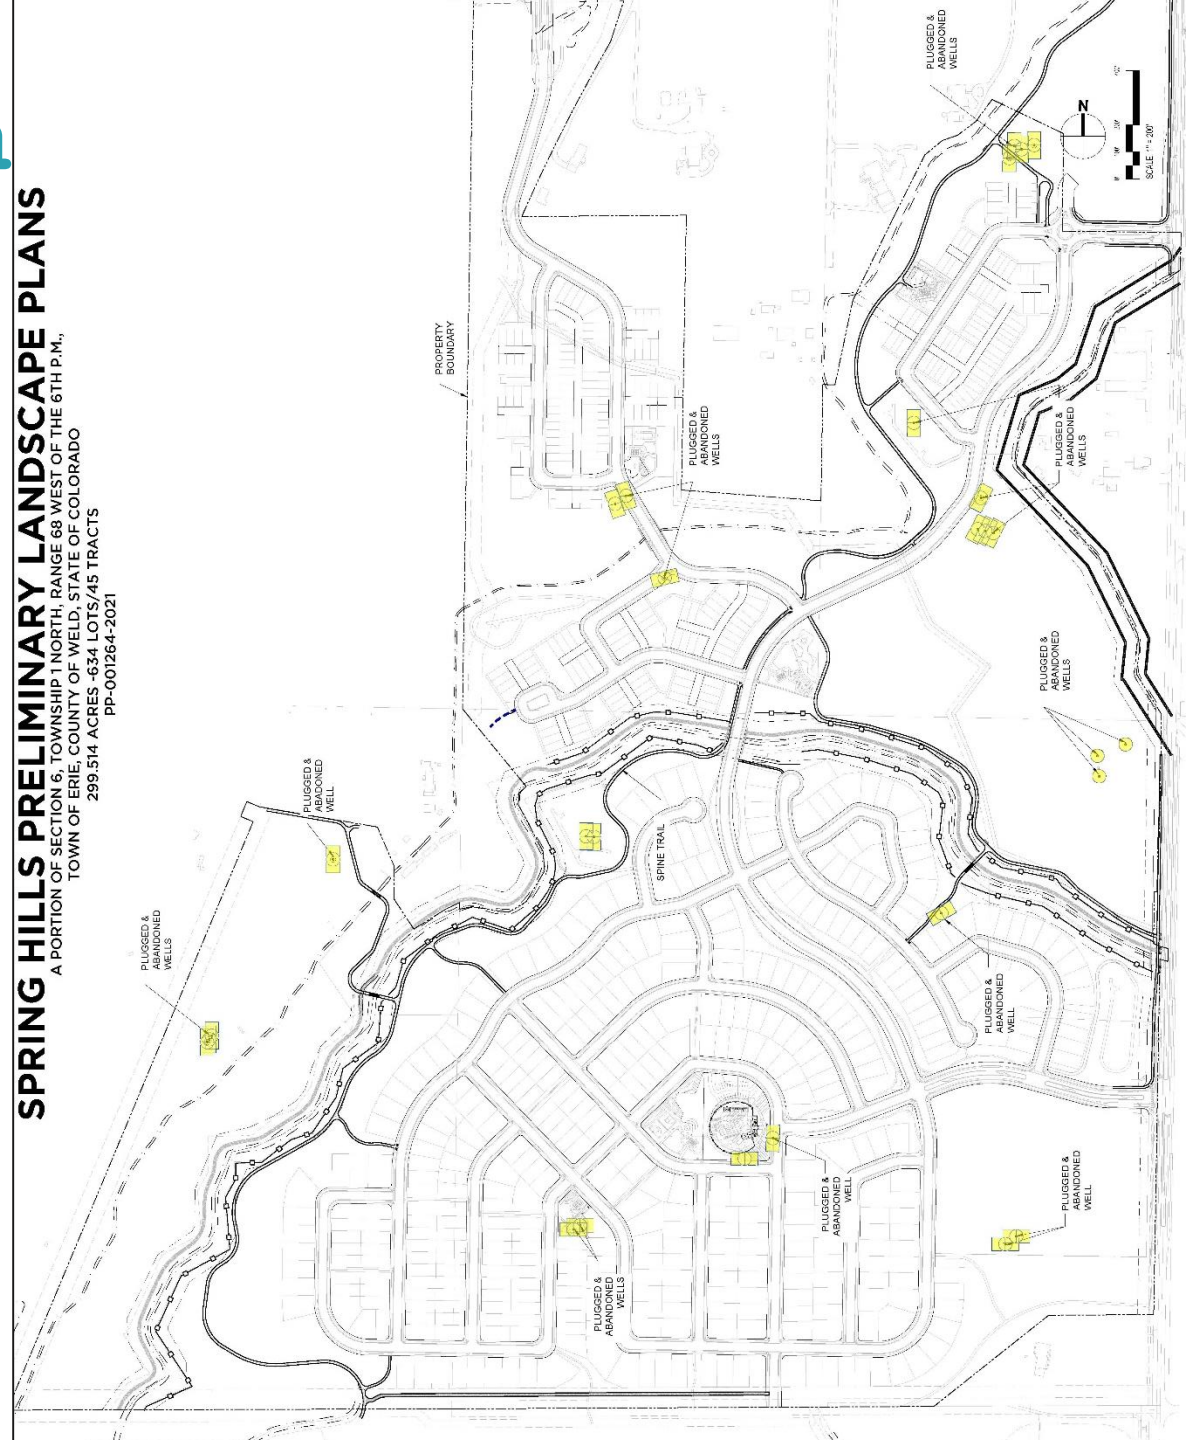 SPRING HILLS PRELIMINARY LANDSCAPE PLANS
A PORTION OF SECTION 6, TOWNSHIP 1 NORTH, RANGE 68 WEST OF THE 6TH P.M.,
TOWN OF ERIE, COUNTY OF WELD, STATE OF COLORADO
299.514 ACRES -634 LOTS/45 TRACTS
PP-001264-2021
PLUGGED &
ABANDONED
WELLS
PLUGGED &
ABADONED
WELL
PROPERTY
BOUNDARY
PLUGGED &
ABANDONED
WELLS
SPINE TRAIL
PLUGGED &
ABANDONED
WELLS
PLUGGED &
ABANDONED
WELL
PLUGGED &
ABANDONED
WELLS
PLUGGED &
ABANDONED
WELL
PLUGGED &
ABANDONED
WELLS
PLUGGED &
ABANDONED
WELLS
PLUGGED &
ABANDONED
WELL
N
SCALE 1" = 200'